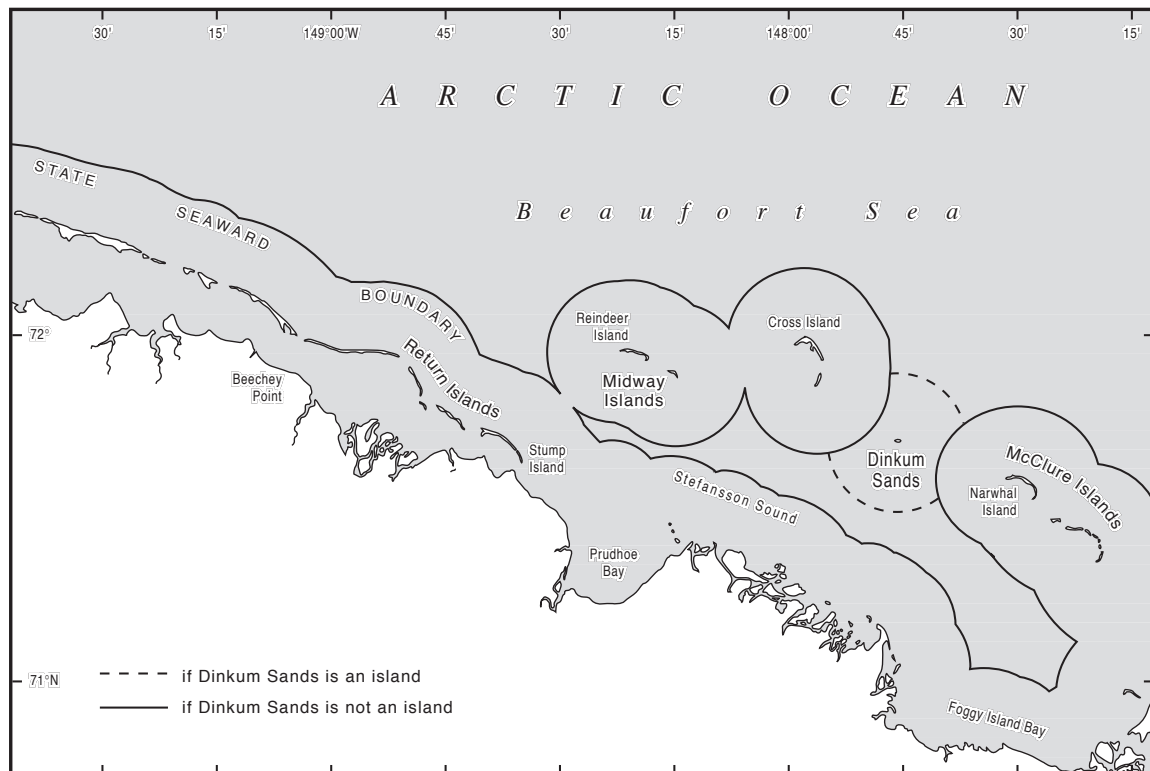 30'
15'
149°00'W
45'
30'
15'
148°00'
45'
30'
15'
ARCTIC OCEAN
Beaufort Sea
STATE SEAWARD BOUNDARY
72°
71°N
Beechey
Point
Return Islands
Stump
Island
Reindeer
Island
Midway
Islands
Cross Island
Dinkum
Sands
McClure Islands
Narwhal
Island
Stefansson Sound
Prudhoe
Bay
Foggy Island Bay
if Dinkum Sands is an island
if Dinkum Sands is not an island